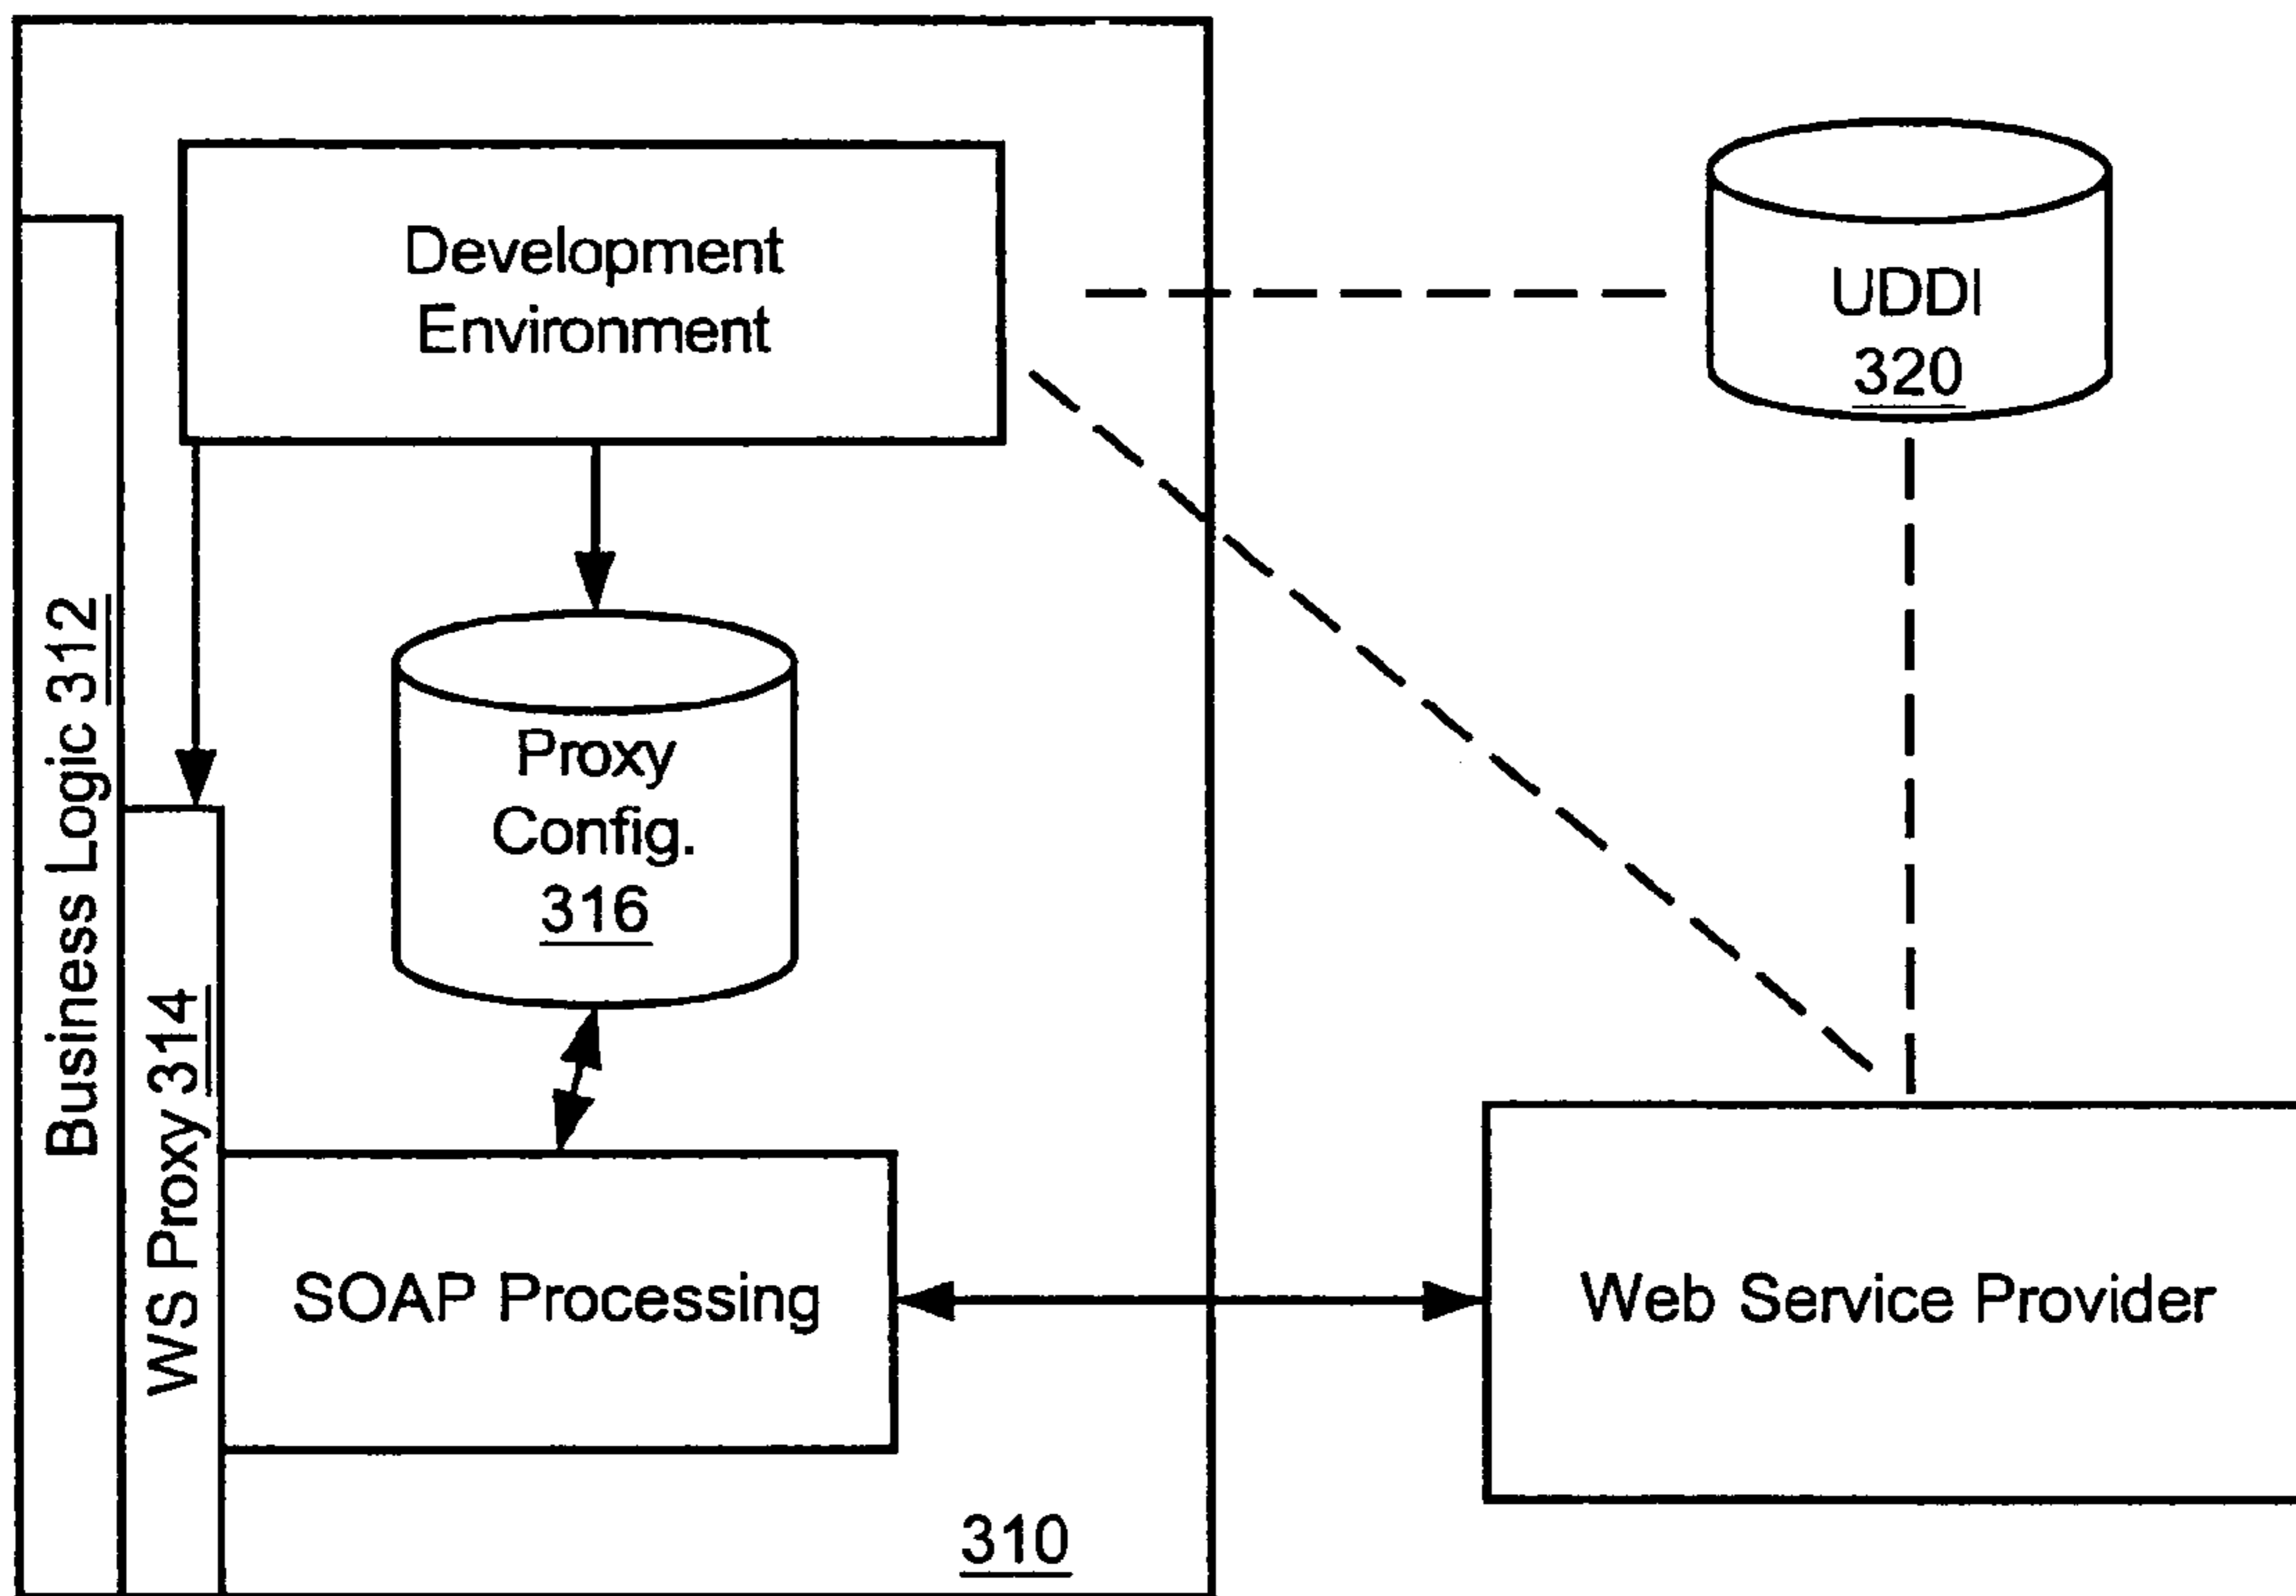 Development
Environment
UDDI
320
Business Logic 312
Proxy
Config.
316
WS Proxy 314
SOAP Processing
Web Service Provider
310